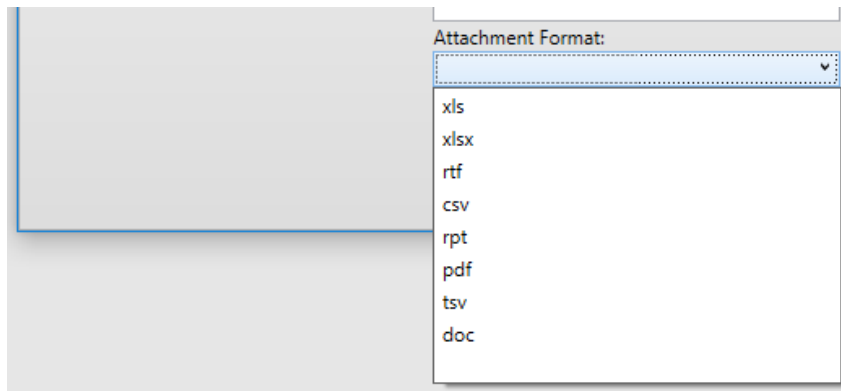 Attachment Format:
xls
xlsx
rtf
csv
rpt
pdf
tsv
doc